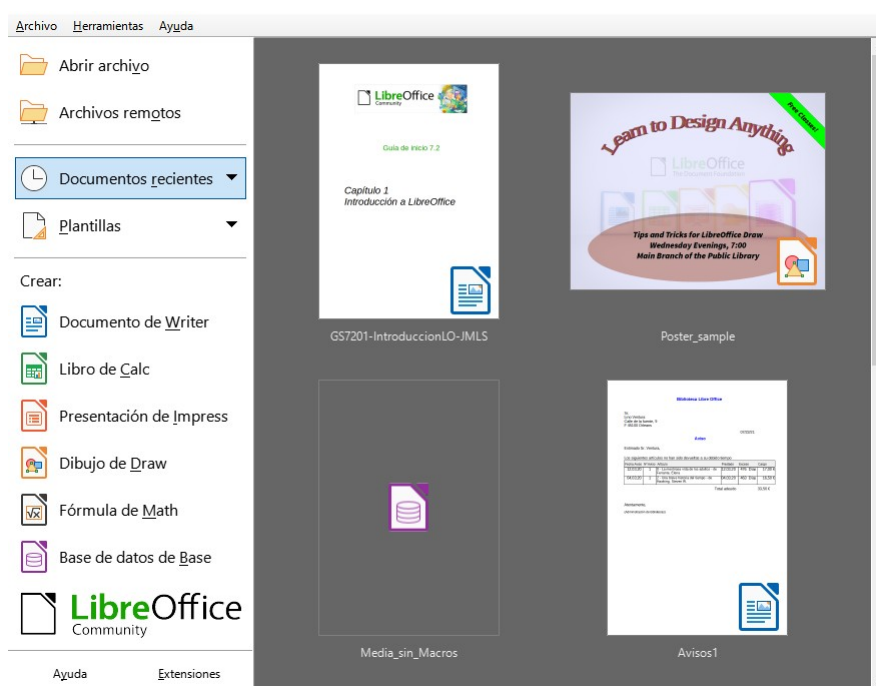 Archivo Herramientas Ayuda
Abrir archivo
Archivos remotos
Documentos recientes
Plantillas
Crear:
Documento de Writer
Libro de Calc
Presentación de Impress
Dibujo de Draw
Fórmula de Math
Base de datos de Base
LibreOffice
Community
Ayuda Extensiones
LibreOffice
Community
Guía de inicio 7.2
Capítulo 1
Introducción a LibreOffice
GS7201-IntroduccionLO-JMLS
Free Classes!
Learn to Design Anything
LibreOffice
The Document Foundation
Tips and Tricks for LibreOffice Draw
Wednesday Evenings, 7:00
Main Branch of the Public Library
Poster_sample
Media_sin_Macros
Biblioteca Libre Office
Aviso
Total adeudo
Avisos1